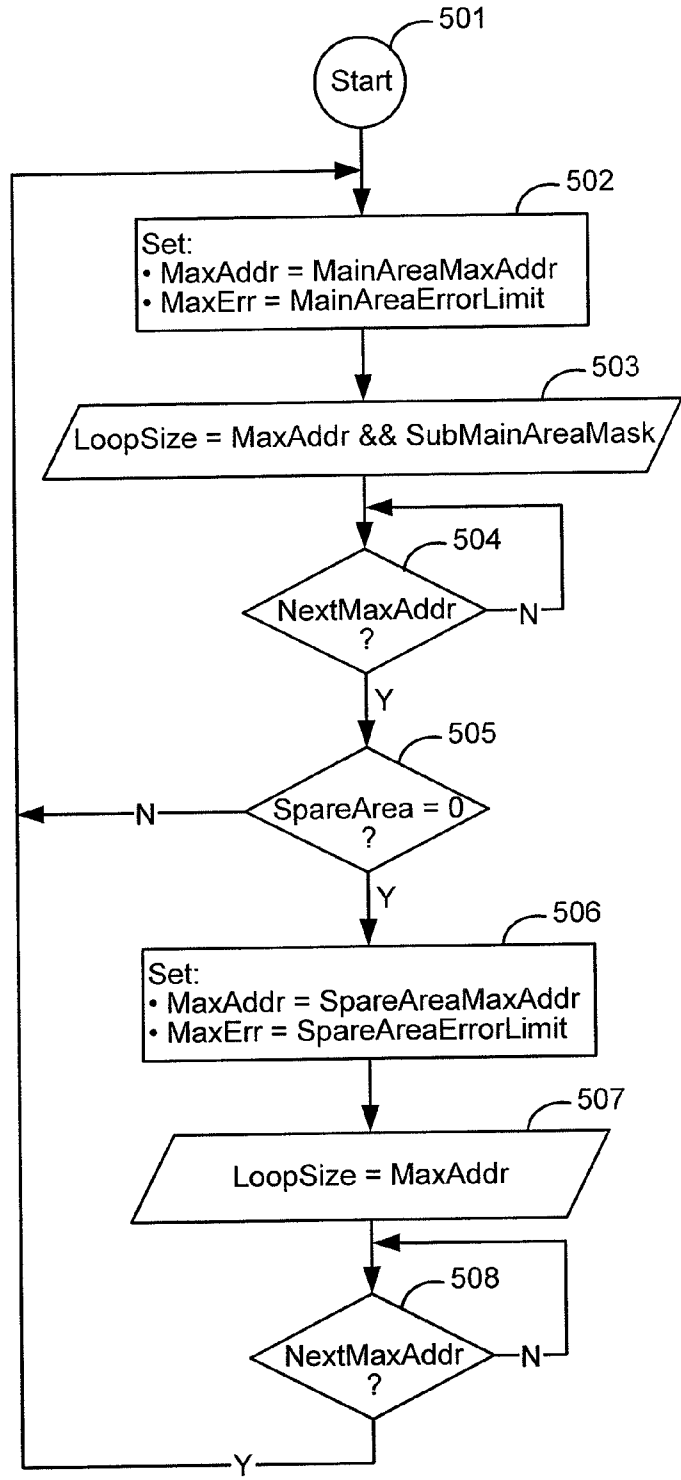 501
Start
502
Set:
• MaxAddr = MainAreaMaxAddr
• MaxErr = MainAreaErrorLimit
503
LoopSize = MaxAddr && SubMainAreaMask
504
NextMaxAddr
?
N
Y
505
SpareArea = 0
?
N
Y
506
Set:
• MaxAddr = SpareAreaMaxAddr
• MaxErr = SpareAreaErrorLimit
507
LoopSize = MaxAddr
508
NextMaxAddr
?
N
Y